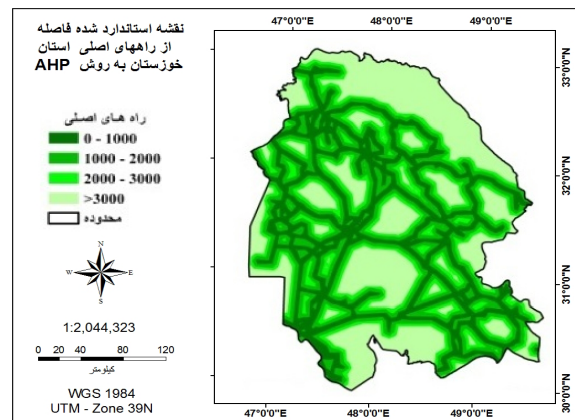 نقشه استاندارد شده فاصله
از راههای اصلی استان
خوزستان به روش AHP
راه های اصلی
0 - 1000
1000 - 2000
2000 - 3000
>3000
محدوده
N
W E
S
1:2,044,323
0 20 40 80 120
کیلومتر
WGS 1984
UTM - Zone 39N
47°0'0"E 48°0'0"E 49°0'0"E
33°0'0"N
32°0'0"N
31°0'0"N
30°0'0"N
47°0'0"E 48°0'0"E 49°0'0"E